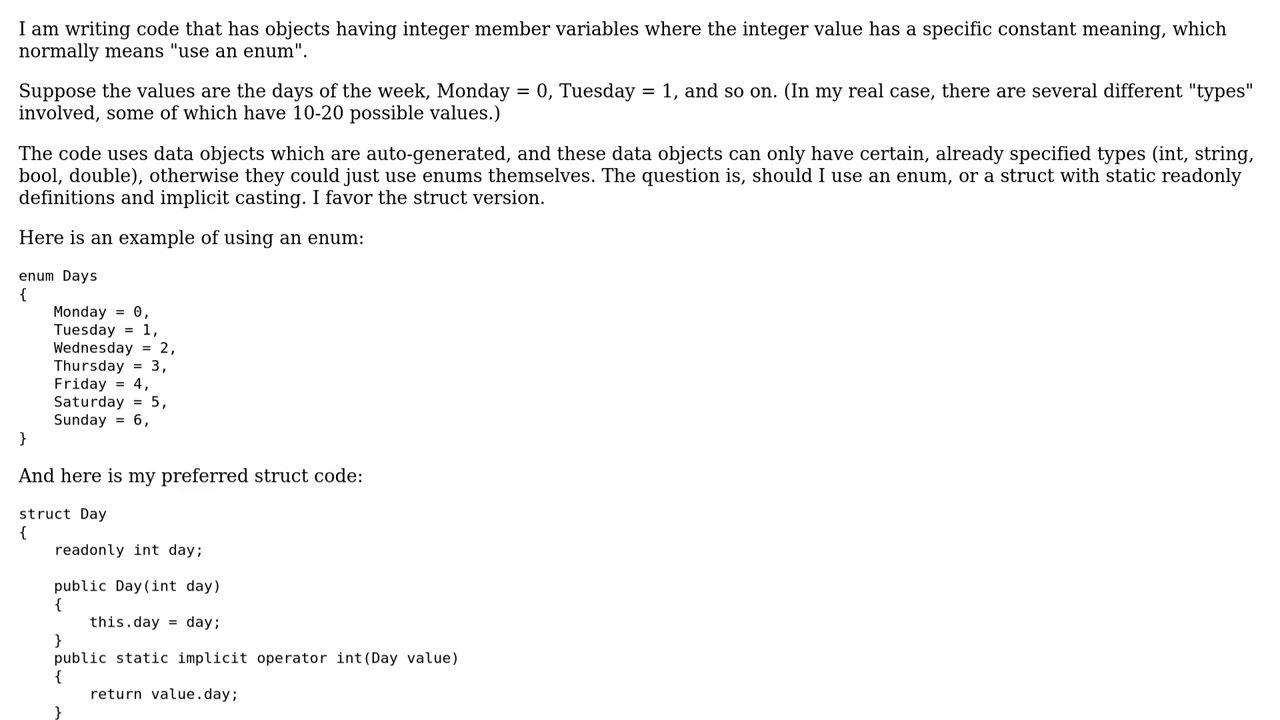 I am writing code that has objects having integer member variables where the integer value has a specific constant meaning, which
normally means "use an enum".
Suppose the values are the days of the week, Monday = 0, Tuesday = 1, and so on. (In my real case, there are several different "types"
involved, some of which have 10-20 possible values.)
The code uses data objects which are auto-generated, and these data objects can only have certain, already specified types (int, string,
bool, double), otherwise they could just use enums themselves. The question is, should I use an enum, or a struct with static readonly
definitions and implicit casting. I favor the struct version.
Here is an example of using an enum:
enum Days
{
    Monday = 0,
    Tuesday = 1,
    Wednesday = 2,
    Thursday = 3,
    Friday = 4,
    Saturday = 5,
    Sunday = 6,
}
And here is my preferred struct code:
struct Day
{
    readonly int day;
    public Day(int day)
    {
        this.day = day;
    }
    public static implicit operator int(Day value)
    {
        return value.day;
    }